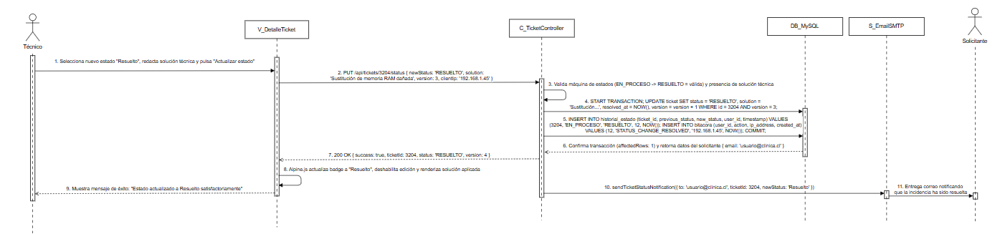 Técnico
V_DetalleTicket
C_TicketController
DB_MySQL
S_EmailSMTP
Solicitante
1. Selecciona nuevo estado "Resuelto", redacta solución técnica y pulsa "Actualizar estado"
2. PUT /api/tickets/3204/status { newStatus: 'RESUELTO', solution:
'Sustitución de memoria RAM dañada', version: 3, clientIp: '192.168.1.45' }
3. Valida máquina de estados (EN_PROCESO -> RESUELTO = válida) y presencia de solución técnica
4. START TRANSACTION; UPDATE ticket SET status = 'RESUELTO', solution =
'Sustitución...', resolved_at = NOW(), version = version + 1 WHERE id = 3204 AND version = 3;
5. INSERT INTO historial_estado (ticket_id, previous_status, new_status, user_id, timestamp) VALUES
(3204, 'EN_PROCESO', 'RESUELTO', 12, NOW()); INSERT INTO bitacora (user_id, action, ip_address, created_at)
VALUES (12, 'STATUS_CHANGE_RESOLVED', '192.168.1.45', NOW()); COMMIT;
6. Confirma transacción (affectedRows: 1) y retorna datos del solicitante { email: 'usuario@clinica.cl' }
7. 200 OK { success: true, ticketId: 3204, status: 'RESUELTO', version: 4 }
8. Alpine.js actualiza badge a "Resuelto", deshabilita edición y renderiza solución aplicada
9. Muestra mensaje de éxito: "Estado actualizado a Resuelto satisfactoriamente"
10. sendTicketStatusNotification({ to: 'usuario@clinica.cl', ticketId: 3204, newStatus: 'Resuelto' })
11. Entrega correo notificando
que la incidencia ha sido resuelta